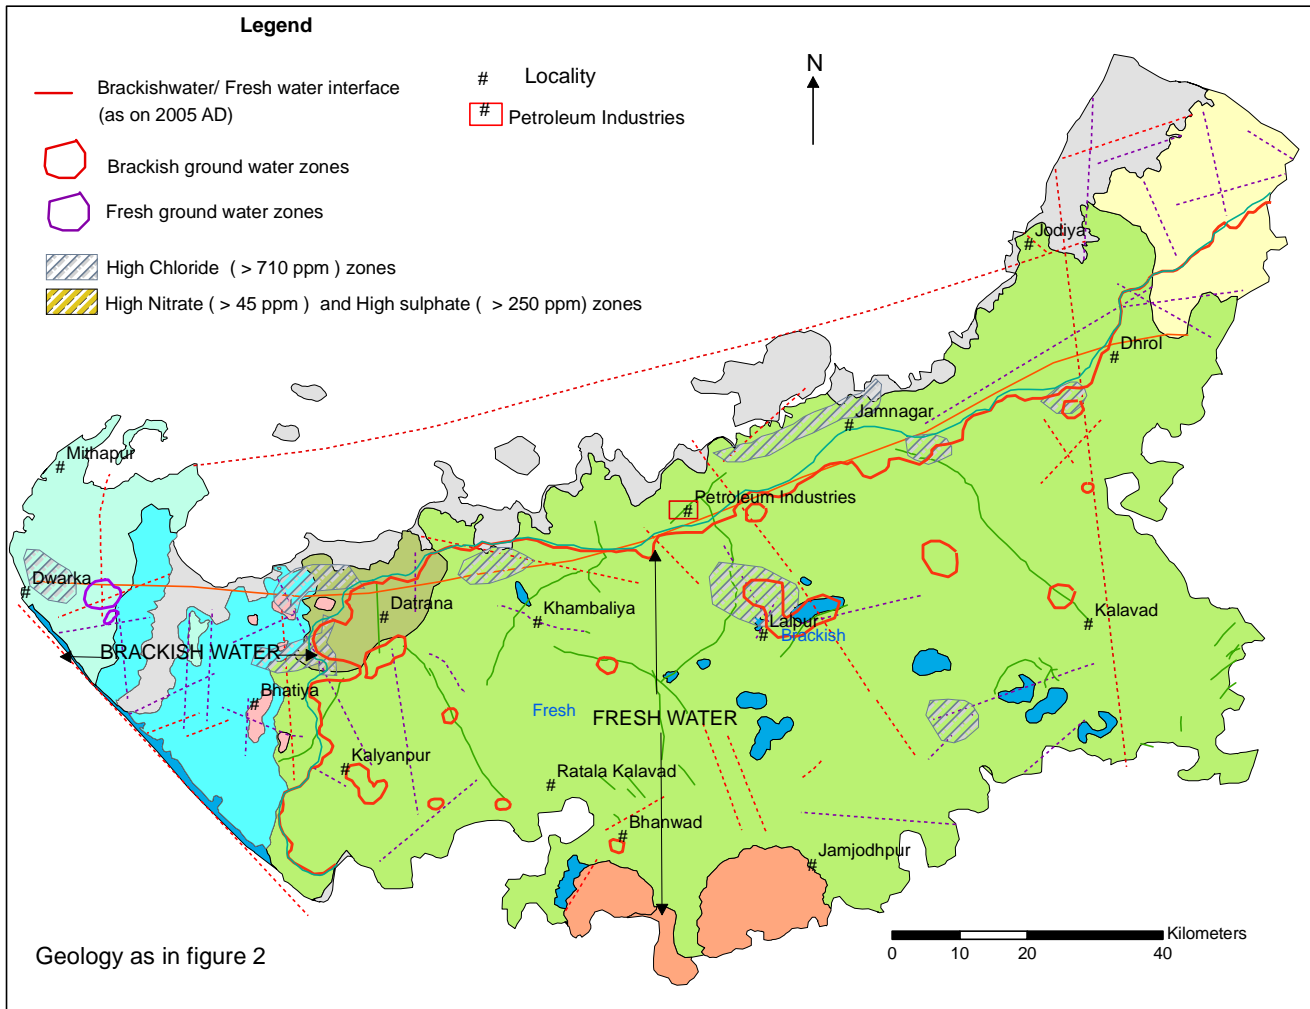 Legend
Brackishwater/ Fresh water interface
(as on 2005 AD)
# Locality
# Petroleum Industries
Brackish ground water zones
Fresh ground water zones
High Chloride ( > 710 ppm ) zones
High Nitrate ( > 45 ppm ) and High sulphate ( > 250 ppm) zones
N
Jodiya
#
Dhrol
#
Jamnagar
#
Mithapur
#
Petroleum Industries
#
Dwarka
#
Datrana
#
Khambaliya
#
Kalavad
#
Lalpur
#
Brackish
BRACKISH WATER
Bhatiya
#
Fresh
FRESH WATER
Kalyanpur
#
Ratala Kalavad
#
Bhanwad
#
Jamjodhpur
#
Kilometers
0 10 20 40
Geology as in figure 2